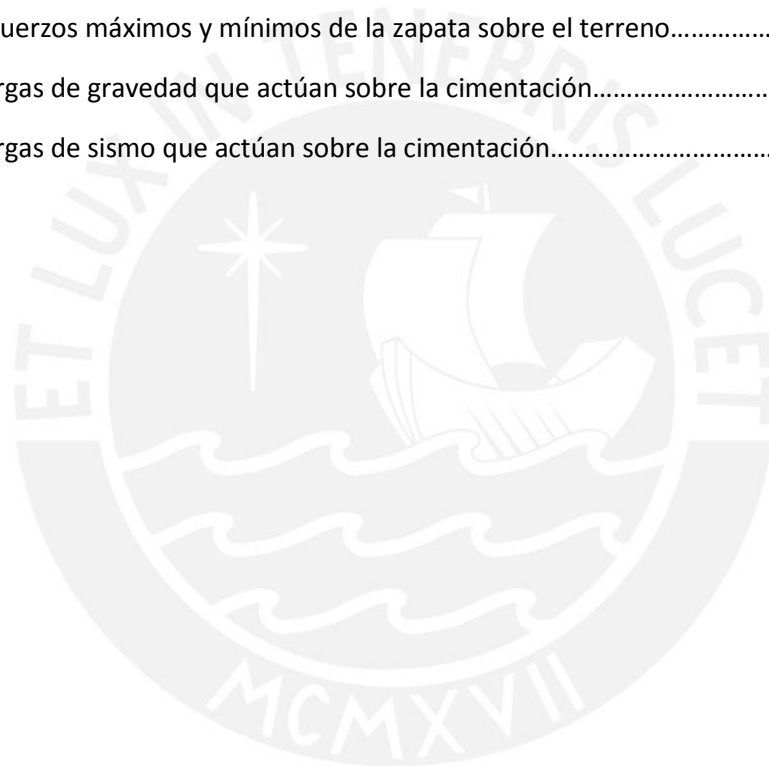 uerzos máximos y mínimos de la zapata sobre el terreno……………
rgas de gravedad que actúan sobre la cimentación………………………
rgas de sismo que actúan sobre la cimentación………………………………
ET LUX IN TENEBRIS LUCET
MCMXVII